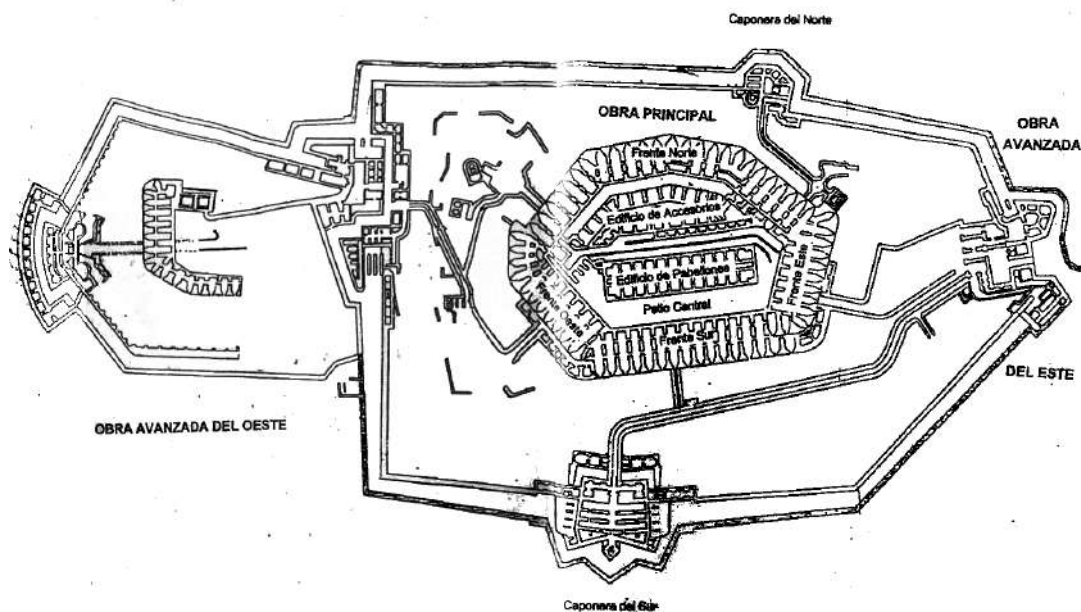 Caponera del Norte
OBRA PRINCIPAL
OBRA
AVANZADA
Frente Norte
Edificio de Accesorios
Edificio de Pabellones
Frente Este
Frente Oeste
Patio Central
Frente Sur
DEL ESTE
OBRA AVANZADA DEL OESTE
Caponera del Sur